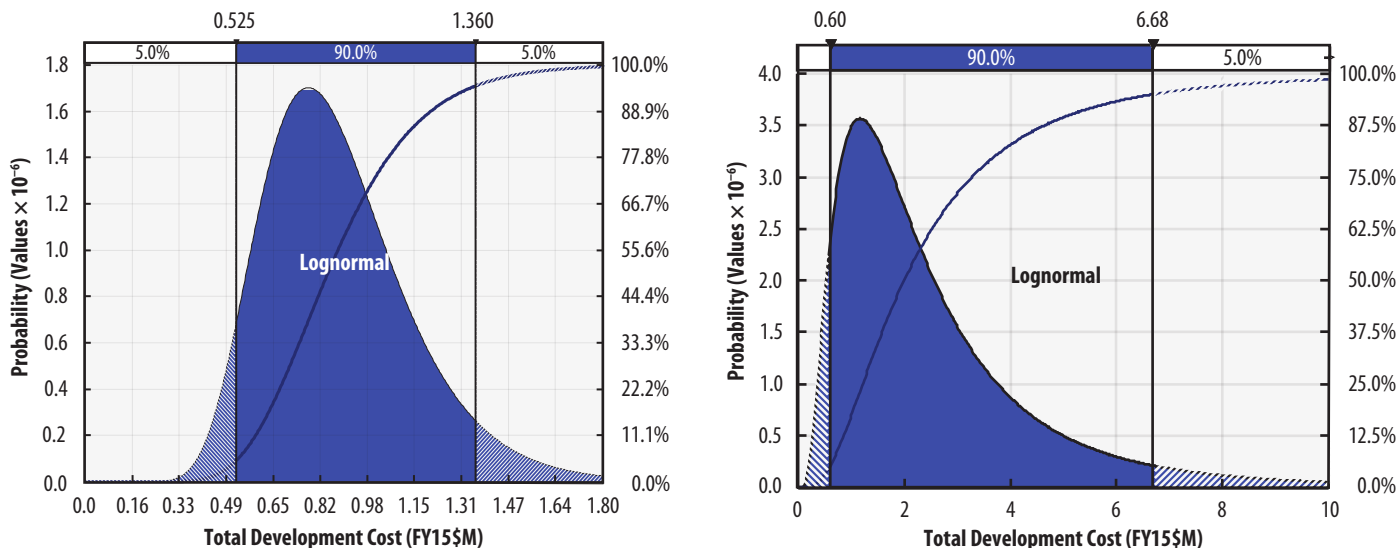 0.525 1.360
5.0% 90.0% 5.0%
1.8 100.0%
1.6 88.9%
1.4 77.8%
1.2 66.7%
1.0 55.6%
Lognormal
0.8 44.4%
0.6 33.3%
0.4 22.2%
0.2 11.1%
0.0 0.0%
0.0 0.16 0.33 0.49 0.65 0.82 0.98 1.15 1.31 1.47 1.64 1.80
Probability (Values × 10⁻⁶)
Total Development Cost (FY15$M)
0.60 6.68
90.0% 5.0%
4.0 100.0%
3.5 87.5%
3.0 75.0%
2.5 62.5%
Lognormal
2.0 50.0%
1.5 37.5%
1.0 25.0%
0.5 12.5%
0.0 0.0%
0 2 4 6 8 10
Probability (Values × 10⁻⁶)
Total Development Cost (FY15$M)